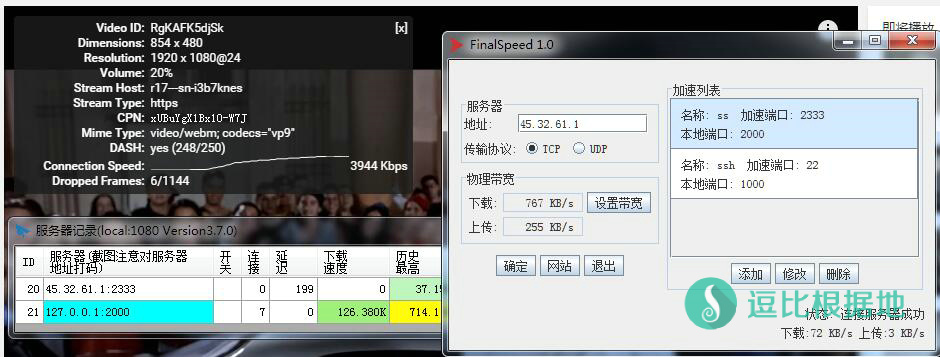 Video ID: RgKAFK5djSk [x]
Dimensions: 854 x 480
Resolution: 1920 x 1080@24
Volume: 20%
Stream Host: r17---sn-i3b7knes
Stream Type: https
CPN: xUBuYgX1Bx1O-W7J
Mime Type: video/webm; codecs="vp9"
DASH: yes (248/250)
Connection Speed: 3944 Kbps
Dropped Frames: 6/1144
即将播放
服务器记录(local:1080 Version3.7.0)
ID 服务器(截图注意对服务器地址打码) 开关 连接 延迟 下载速度 历史最高
20 45.32.61.1:2333 0 199 0 37.15
21 127.0.0.1:2000 7 0 126.380K 714.1
FinalSpeed 1.0
服务器
地址: 45.32.61.1
传输协议: TCP UDP
物理带宽
下载: 767 KB/s 设置带宽
上传: 255 KB/s
确定 网站 退出
加速列表
名称: ss 加速端口: 2333
本地端口: 2000
名称: ssh 加速端口: 22
本地端口: 1000
添加 修改 删除
逗比根据地
状态: 连接服务器成功
下载:72 KB/s 上传:3 KB/s